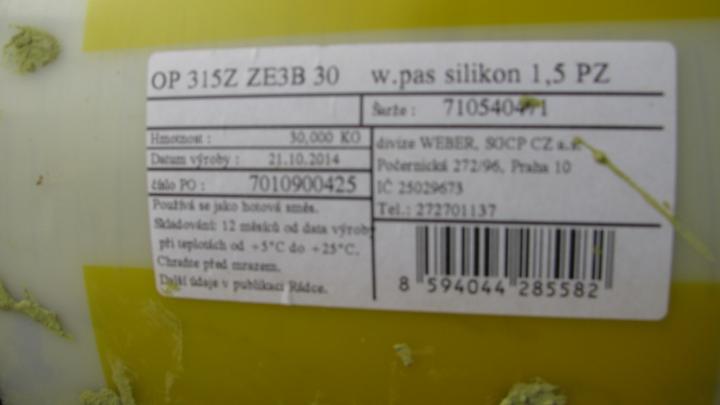 OP 315Z ZE3B 30 w.pas silikon 1,5 PZ
Šarže : 710540471
Hmotnost : 30,000 KG
Datum výroby : 21.10.2014
číslo PO : 7010900425
Používá se jako hotová směs.
Skladování: 12 měsíců od data výroby
při teplotách od +5°C do +25°C.
Chraňte před mrazem.
Další údaje v publikaci Rádce.
divize WEBER, SGCP CZ a.s.
Počernická 272/96, Praha 10
IČ 25029673
Tel.: 272701137
8 594044 285582